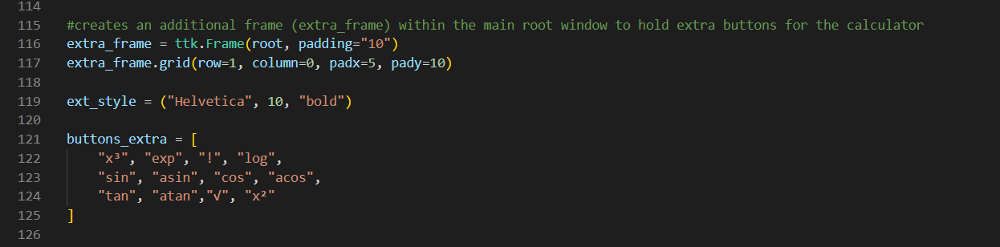 114
115 #creates an additional frame (extra_frame) within the main root window to hold extra buttons for the calculator
116 extra_frame = ttk.Frame(root, padding="10")
117 extra_frame.grid(row=1, column=0, padx=5, pady=10)
118
119 ext_style = ("Helvetica", 10, "bold")
120
121 buttons_extra = [
122     "x³", "exp", "!", "log",
123     "sin", "asin", "cos", "acos",
124     "tan", "atan","√", "x²"
125 ]
126